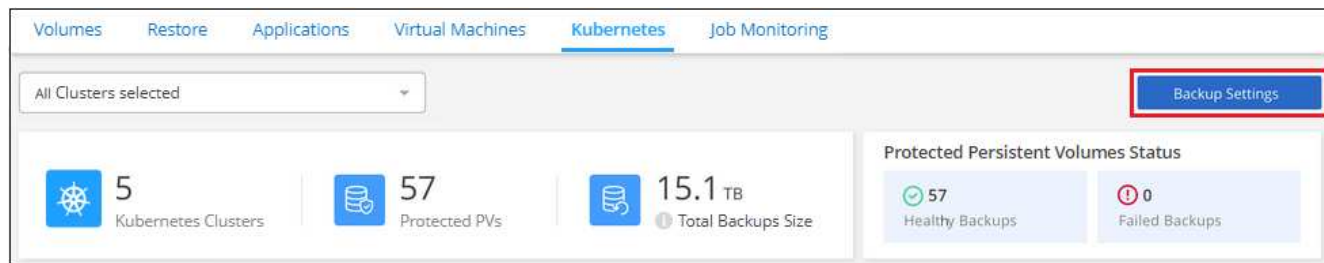 Volumes Restore Applications Virtual Machines Kubernetes Job Monitoring
All Clusters selected
Backup Settings
5
Kubernetes Clusters
57
Protected PVs
15.1 TB
Total Backups Size
Protected Persistent Volumes Status
57
Healthy Backups
0
Failed Backups